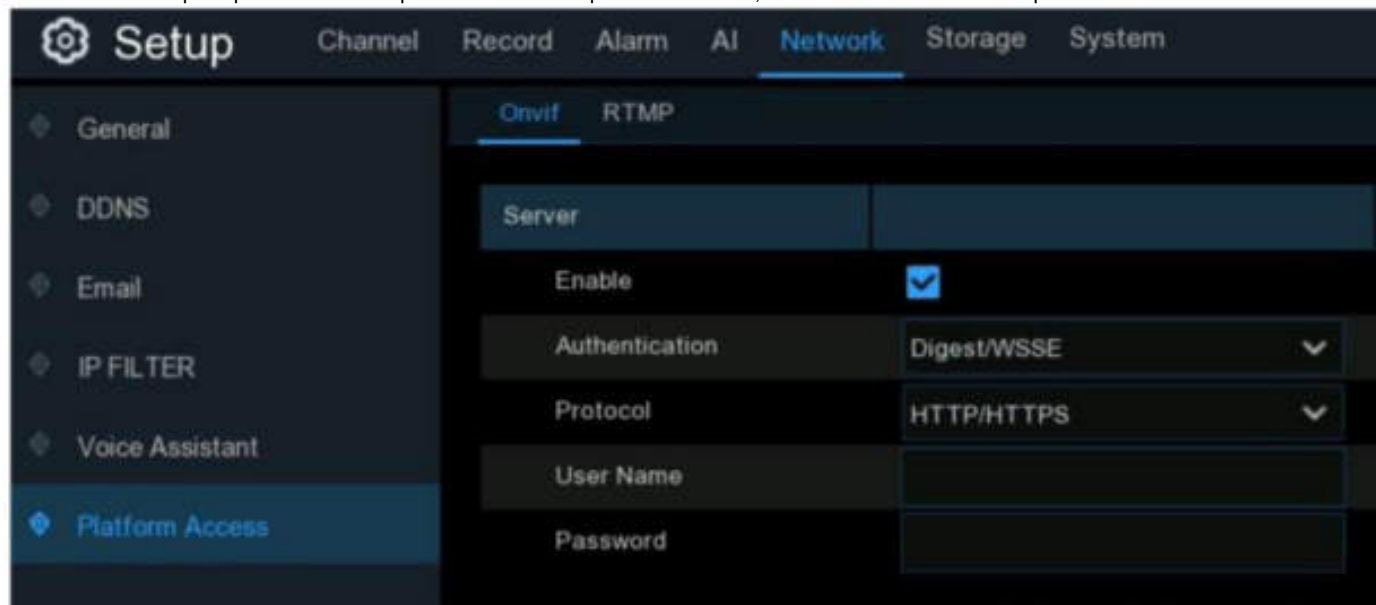 Setup Channel Record Alarm AI Network Storage System
Onvif RTMP
General
DDNS
Email
IP FILTER
Voice Assistant
Platform Access
Server
Enable
Authentication Digest/WSSE
Protocol HTTP/HTTPS
User Name
Password